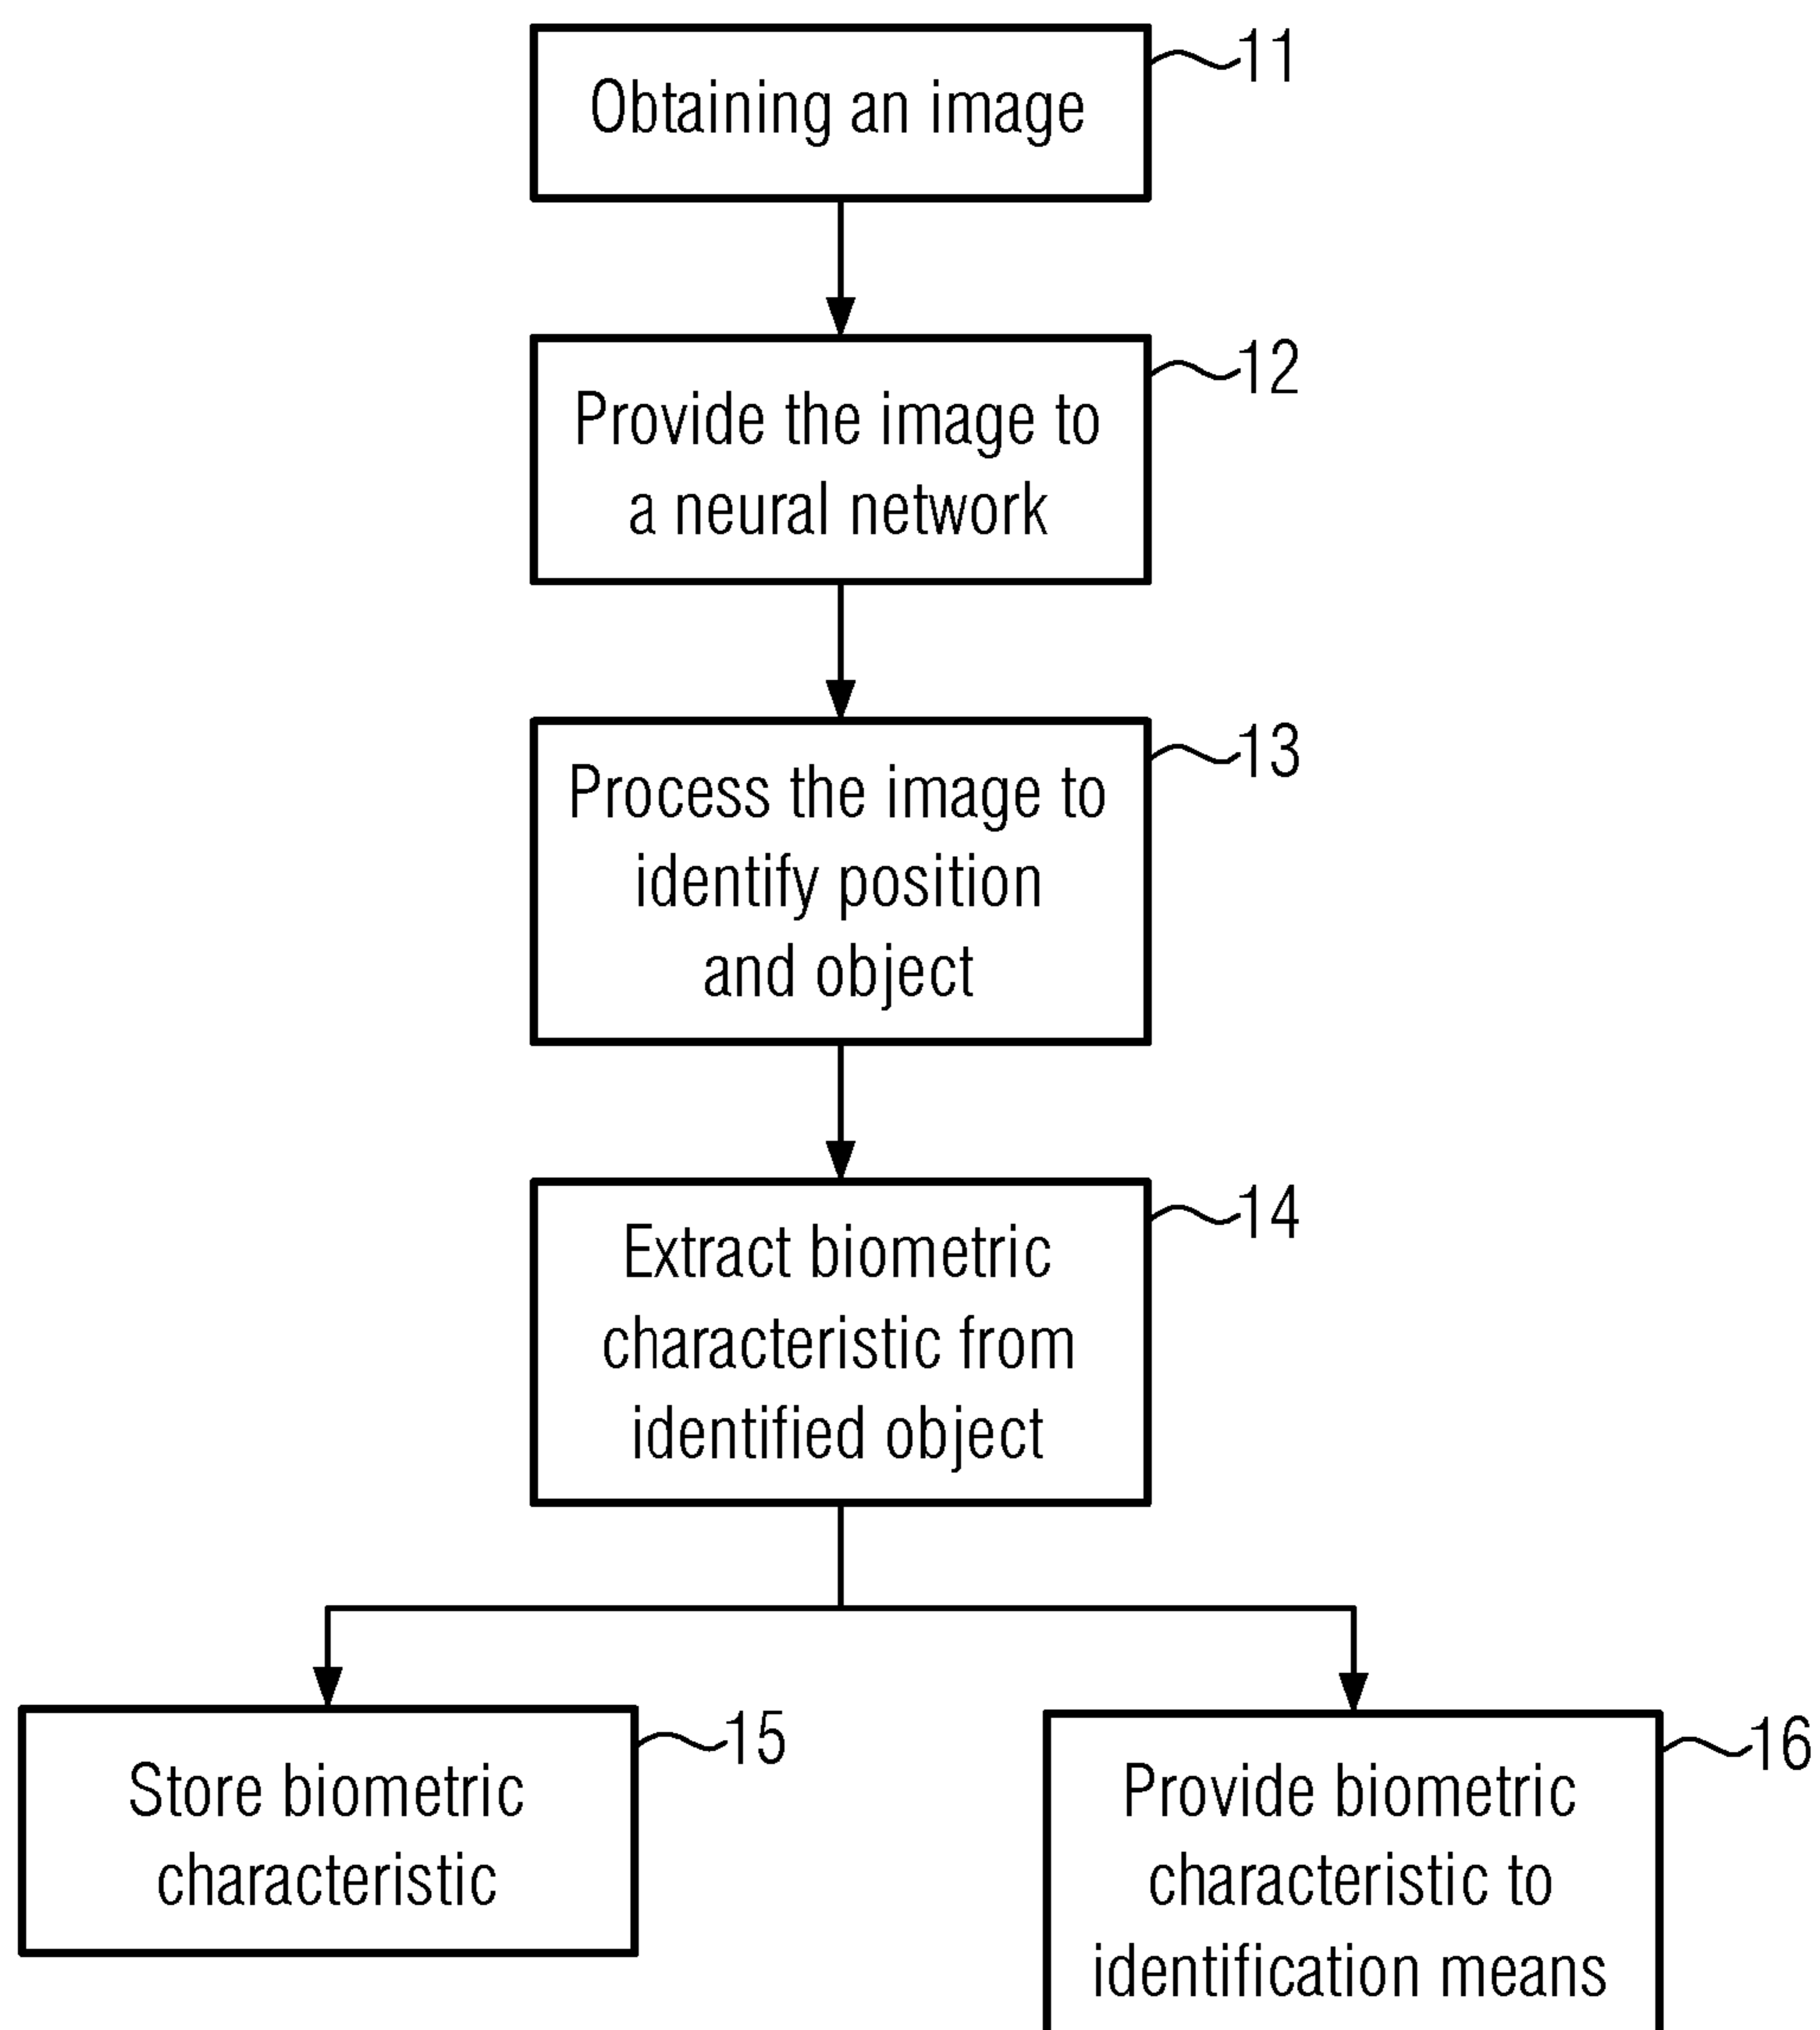 Obtaining an image
11
Provide the image to
a neural network
12
Process the image to
identify position
and object
13
Extract biometric
characteristic from
identified object
14
Store biometric
characteristic
15
Provide biometric
characteristic to
identification means
16